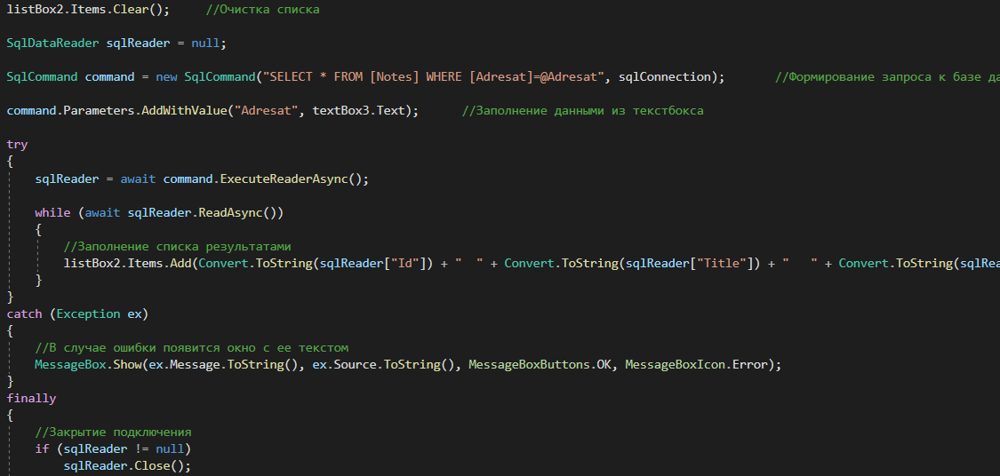 listBox2.Items.Clear();     //Очистка списка
SqlDataReader sqlReader = null;
SqlCommand command = new SqlCommand("SELECT * FROM [Notes] WHERE [Adresat]=@Adresat", sqlConnection);       //Формирование запроса к базе
command.Parameters.AddWithValue("Adresat", textBox3.Text);      //Заполнение данными из текстбокса
try
{
    sqlReader = await command.ExecuteReaderAsync();
    while (await sqlReader.ReadAsync())
    {
        //Заполнение списка результатами
        listBox2.Items.Add(Convert.ToString(sqlReader["Id"]) + "  " + Convert.ToString(sqlReader["Title"]) + "   " + Convert.ToString(
    }
}
catch (Exception ex)
{
    //В случае ошибки появится окно с ее текстом
    MessageBox.Show(ex.Message.ToString(), ex.Source.ToString(), MessageBoxButtons.OK, MessageBoxIcon.Error);
}
finally
{
    //Закрытие подключения
    if (sqlReader != null)
        sqlReader.Close();